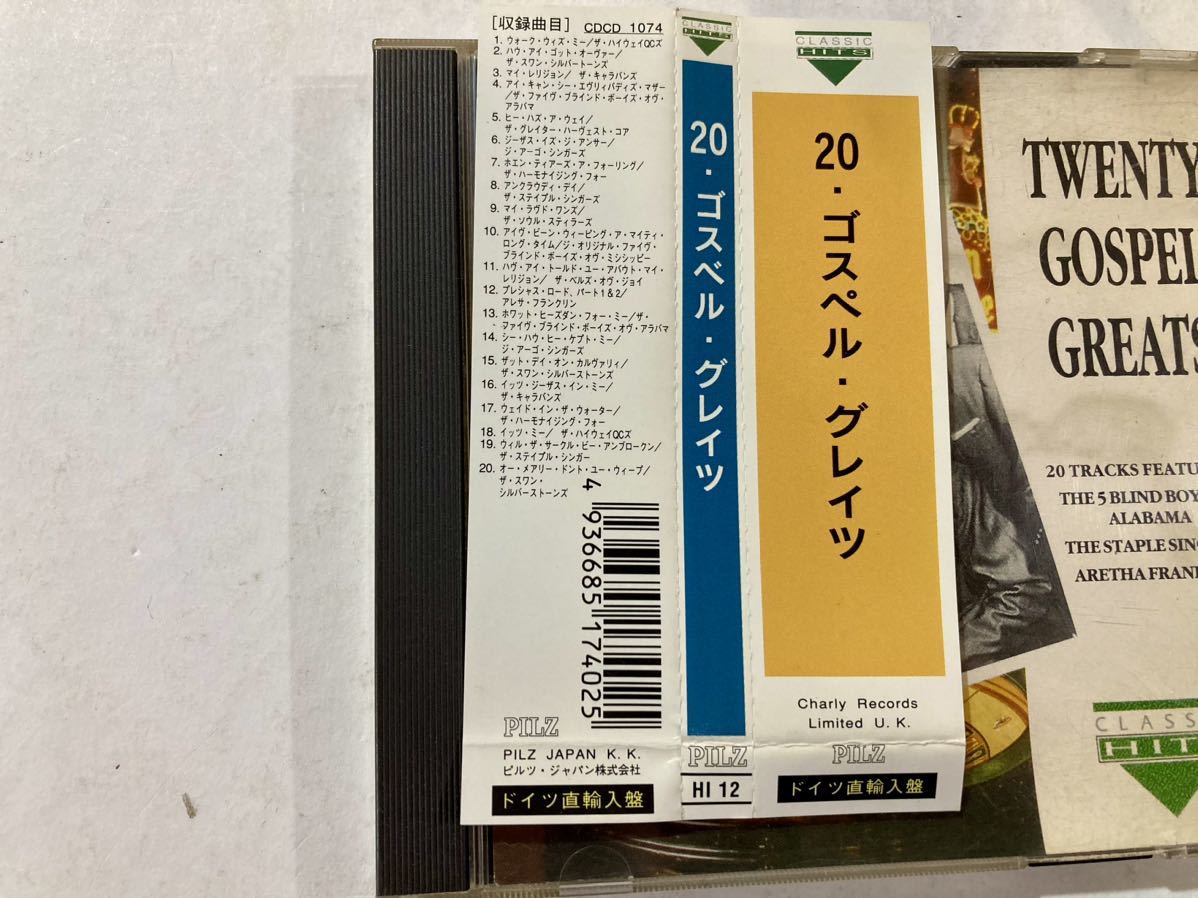 [収録曲目] CDCD 1074
1. ウォーク・ウィズ・ミー/ザ・ハイウェイQCズ
2. ハウ・アイ・ゴット・オーヴァー/
ザ・スワン・シルバートーンズ
3. マイ・レリジョン/ ザ・キャラバンズ
4. アイ・キャン・シー・エヴリィバディズ・マザー
/ザ・ファイヴ・ブラインド・ボーイズ・オヴ・
アラバマ
5. ヒー・ハズ・ア・ウェイ/
ザ・グレイター・ハーヴェスト・コア
6. ジーザス・イズ・ジ・アンサー/
ジ・アーゴ・シンガーズ
7. ホエン・ティアーズ・ア・フォーリング/
ザ・ハーモナイジング・フォー
8. アンクラウディ・デイ/
ザ・ステイプル・シンガーズ
9. マイ・ラヴド・ワンズ/
ザ・ソウル・スティラーズ
10. アイヴ・ビーン・ウィーピング・ア・マイティ・
ロング・タイム/ジ・オリジナル・ファイヴ・
ブラインド・ボーイズ・オヴ・ミシシッピー
11. ハヴ・アイ・トールド・ユー・アバウト・マイ・
レリジョン/ ザ・ベルズ・オヴ・ジョイ
12. プレシャス・ロード、パート1&2/
アレサ・フランクリン
13. ホワット・ヒーズダン・フォー・ミー/ザ・
ファイヴ・ブラインド・ボーイズ・オヴ・アラバマ
14. シー・ハウ・ヒー・ケプト・ミー/
ジ・アーゴ・シンガーズ
15. ザット・デイ・オン・カルヴァリィ/
ザ・スワン・シルバーストーンズ
16. イッツ・ジーザス・イン・ミー/
ザ・キャラバンズ
17. ウェイド・イン・ザ・ウォーター/
ザ・ハーモナイジング・フォー
18. イッツ・ミー/ ザ・ハイウェイQCズ
19. ウィル・ザ・サークル・ビー・アンブロークン/
ザ・ステイプル・シンガー
20. オー・メアリー・ドント・ユー・ウィープ/
ザ・スワン・
シルバーストーンズ
4 936685 174025
PILZ
PILZ JAPAN K. K.
ピルツ・ジャパン株式会社
ドイツ直輸入盤
CLASSIC
HITS
20・ゴスペル・グレイツ
PILZ
HI 12
CLASSIC
HITS
20・ゴスペル・グレイツ
Charly Records
Limited U. K.
PILZ
ドイツ直輸入盤
TWENTY
GOSPEL
GREATS
20 TRACKS FEATU
THE 5 BLIND BOY
ALABAMA
THE STAPLE SING
ARETHA FRAN
CLASS
HITS